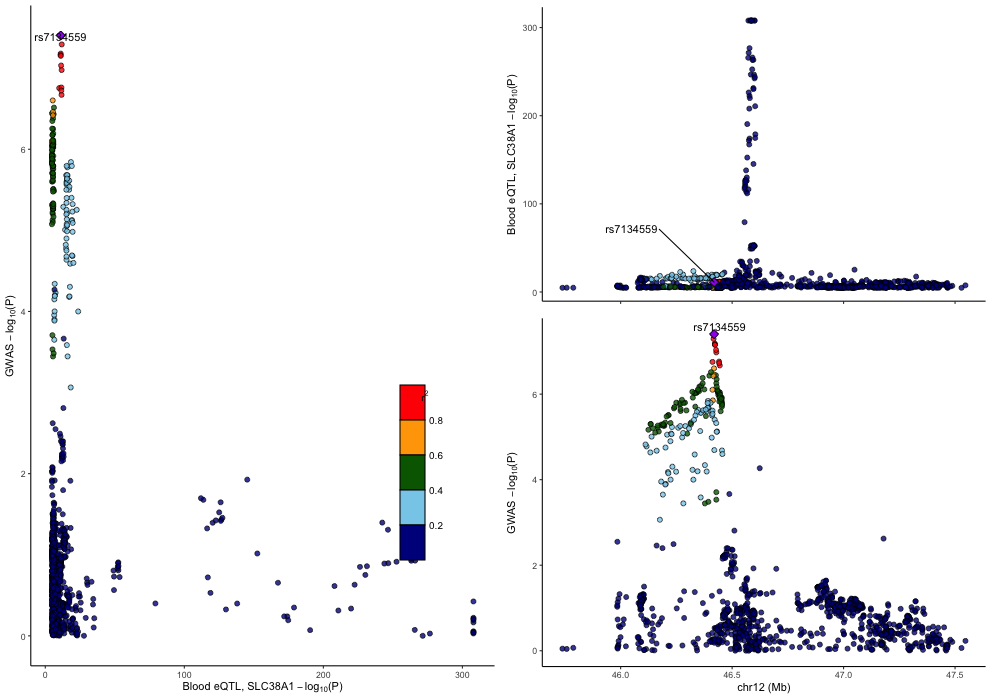 rs7134559
GWAS −log10(P)
6
4
2
0
0
100
200
300
Blood eQTL, SLC38A1 −log10(P)
r2
0.8
0.6
0.4
0.2
Blood eQTL, SLC38A1 −log10(P)
300
200
100
0
rs7134559
GWAS −log10(P)
rs7134559
6
4
2
0
46.0
46.5
47.0
47.5
chr12 (Mb)